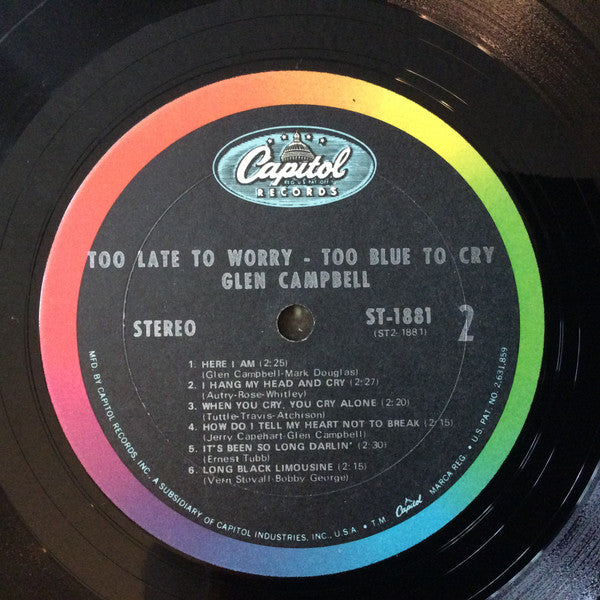 Capitol
REG. U.S. PAT. OFF.
RECORDS
TOO LATE TO WORRY - TOO BLUE TO CRY
GLEN CAMPBELL
STEREO
ST-1881
(ST2-1881)
2
1. HERE I AM (2:25)
(Glen Campbell-Mark Douglas)
2. I HANG MY HEAD AND CRY (2:27)
(Autry-Rose-Whitley)
3. WHEN YOU CRY, YOU CRY ALONE (2:20)
(Tuttle-Travis-Atchison)
4. HOW DO I TELL MY HEART NOT TO BREAK (2:15)
(Jerry Capehart-Glen Campbell)
5. IT'S BEEN SO LONG DARLIN' (2:30)
(Ernest Tubb)
6. LONG BLACK LIMOUSINE (2:15)
(Vern Stovall-Bobby George)
MFD. BY CAPITOL RECORDS, INC., A SUBSIDIARY OF CAPITOL INDUSTRIES, INC., U.S.A. • T.M. Capitol MARCA REG. • U.S. PAT. NO. 2,631,859